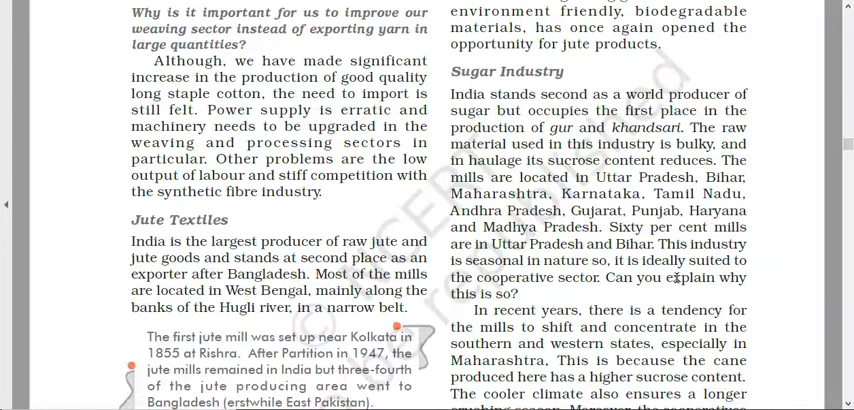 Why is it important for us to improve our
weaving sector instead of exporting yarn in
large quantities?
Although, we have made significant
increase in the production of good quality
long staple cotton, the need to import is
still felt. Power supply is erratic and
machinery needs to be upgraded in the
weaving and processing sectors in
particular. Other problems are the low
output of labour and stiff competition with
the synthetic fibre industry.
Jute Textiles
India is the largest producer of raw jute and
jute goods and stands at second place as an
exporter after Bangladesh. Most of the mills
are located in West Bengal, mainly along the
banks of the Hugli river, in a narrow belt.
The first jute mill was set up near Kolkata in
1855 at Rishra. After Partition in 1947, the
jute mills remained in India but three-fourth
of the jute producing area went to
Bangladesh (erstwhile East Pakistan).
environment friendly, biodegradable
materials, has once again opened the
opportunity for jute products.
Sugar Industry
India stands second as a world producer of
sugar but occupies the first place in the
production of gur and khandsari. The raw
material used in this industry is bulky, and
in haulage its sucrose content reduces. The
mills are located in Uttar Pradesh, Bihar,
Maharashtra, Karnataka, Tamil Nadu,
Andhra Pradesh, Gujarat, Punjab, Haryana
and Madhya Pradesh. Sixty per cent mills
are in Uttar Pradesh and Bihar. This industry
is seasonal in nature so, it is ideally suited to
the cooperative sector. Can you explain why
this is so?
In recent years, there is a tendency for
the mills to shift and concentrate in the
southern and western states, especially in
Maharashtra, This is because the cane
produced here has a higher sucrose content.
The cooler climate also ensures a longer
© NCERT
be republished